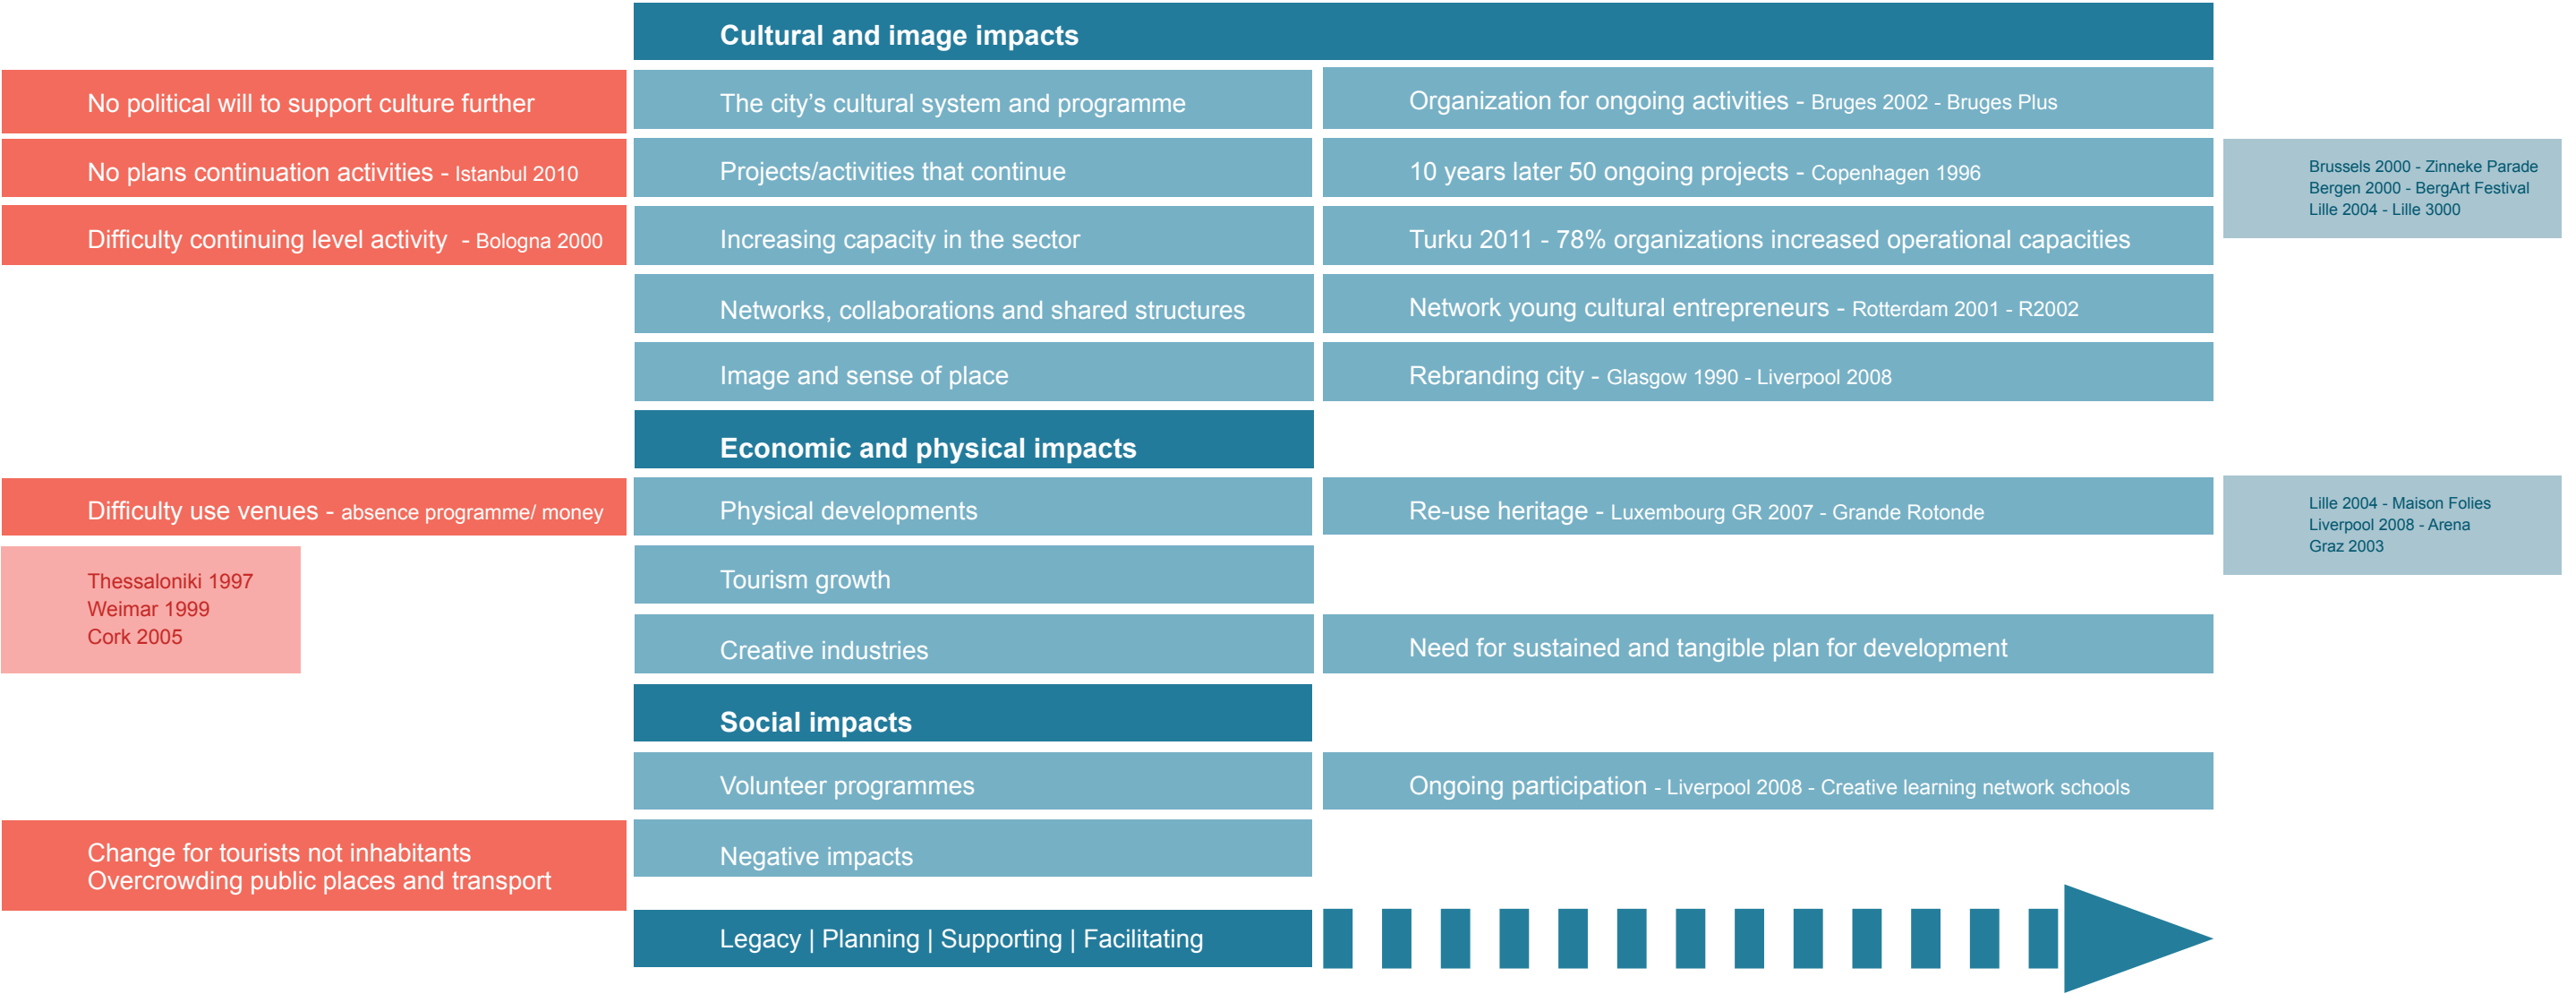 Cultural and image impacts
No political will to support culture further
The city’s cultural system and programme
Organization for ongoing activities - Bruges 2002 - Bruges Plus
No plans continuation activities - Istanbul 2010
Projects/activities that continue
10 years later 50 ongoing projects - Copenhagen 1996
Brussels 2000 - Zinneke Parade
Bergen 2000 - BergArt Festival
Lille 2004 - Lille 3000
Difficulty continuing level activity - Bologna 2000
Increasing capacity in the sector
Turku 2011 - 78% organizations increased operational capacities
Networks, collaborations and shared structures
Network young cultural entrepreneurs - Rotterdam 2001 - R2002
Image and sense of place
Rebranding city - Glasgow 1990 - Liverpool 2008
Economic and physical impacts
Difficulty use venues - absence programme/ money
Physical developments
Re-use heritage - Luxembourg GR 2007 - Grande Rotonde
Lille 2004 - Maison Folies
Liverpool 2008 - Arena
Graz 2003
Thessaloniki 1997
Weimar 1999
Cork 2005
Tourism growth
Creative industries
Need for sustained and tangible plan for development
Social impacts
Volunteer programmes
Ongoing participation - Liverpool 2008 - Creative learning network schools
Change for tourists not inhabitants
Overcrowding public places and transport
Negative impacts
Legacy | Planning | Supporting | Facilitating